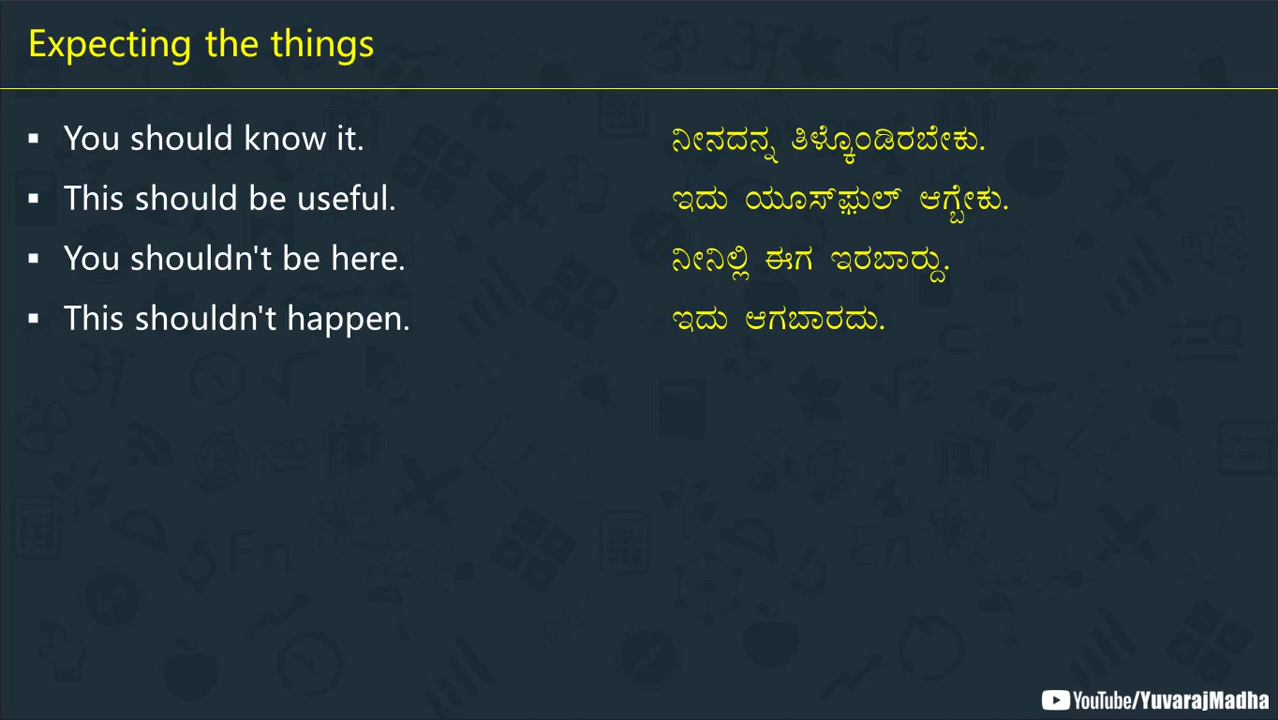 Expecting the things
▪ You should know it. ನೀನದನ್ನ ತಿಳ್ಕೊಂಡಿರಬೇಕು.
▪ This should be useful. ಇದು ಯೂಸ್‌ಫ಼ುಲ್ ಆಗ್ಬೇಕು.
▪ You shouldn't be here. ನೀನಿಲ್ಲಿ ಈಗ ಇರಬಾರ‍್ದು.
▪ This shouldn't happen. ಇದು ಆಗಬಾರದು.
YouTube/YuvarajMadha